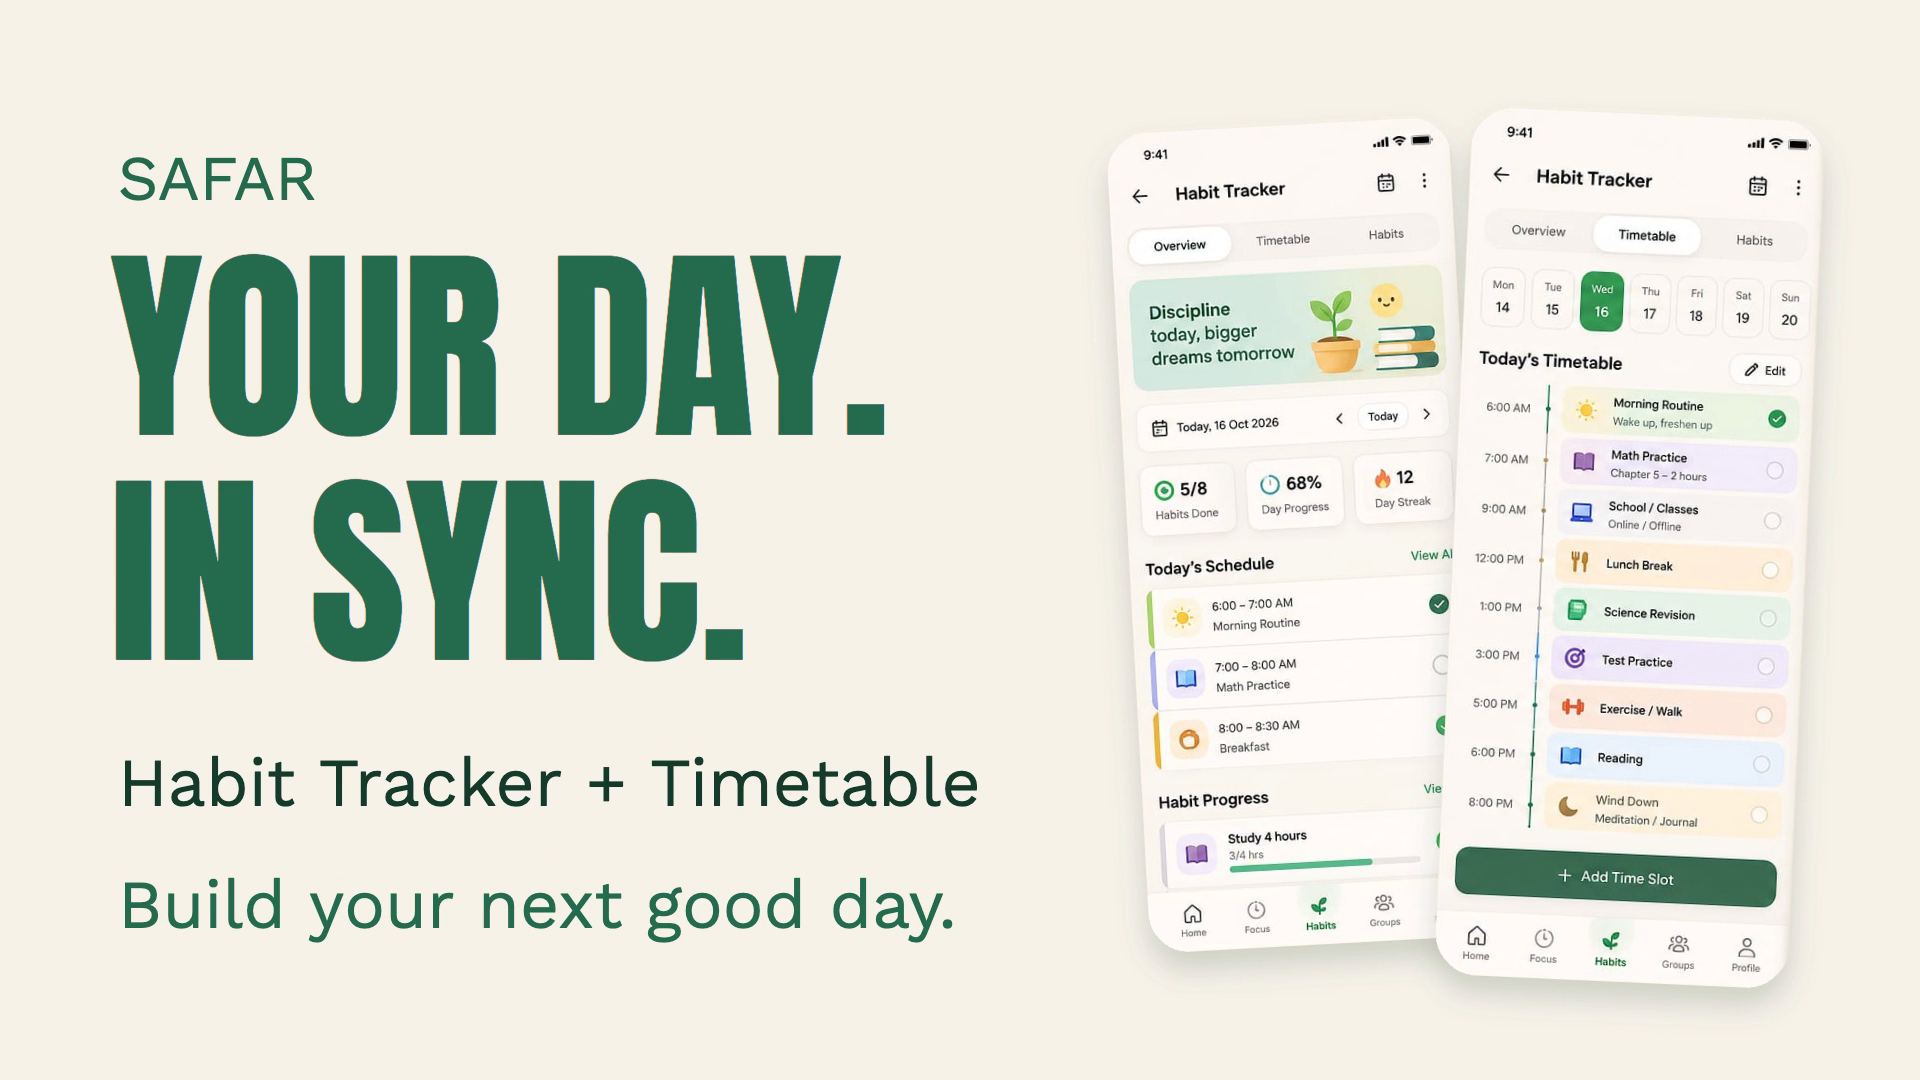 SAFAR
YOUR DAY.
IN SYNC.
Habit Tracker + Timetable
Build your next good day.
9:41
Habit Tracker
Overview
Timetable
Habits
Discipline
today, bigger
dreams tomorrow
Today, 16 Oct 2026
Today
5/8
Habits Done
68%
Day Progress
12
Day Streak
Today's Schedule
View Al
6:00 – 7:00 AM
Morning Routine
7:00 – 8:00 AM
Math Practice
8:00 – 8:30 AM
Breakfast
Habit Progress
Vie
Study 4 hours
3/4 hrs
Home
Focus
Habits
Groups
9:41
Habit Tracker
Overview
Timetable
Habits
Mon
14
Tue
15
Wed
16
Thu
17
Fri
18
Sat
19
Sun
20
Today's Timetable
Edit
6:00 AM
Morning Routine
Wake up, freshen up
7:00 AM
Math Practice
Chapter 5 – 2 hours
9:00 AM
School / Classes
Online / Offline
12:00 PM
Lunch Break
1:00 PM
Science Revision
3:00 PM
Test Practice
5:00 PM
Exercise / Walk
6:00 PM
Reading
8:00 PM
Wind Down
Meditation / Journal
+ Add Time Slot
Home
Focus
Habits
Groups
Profile